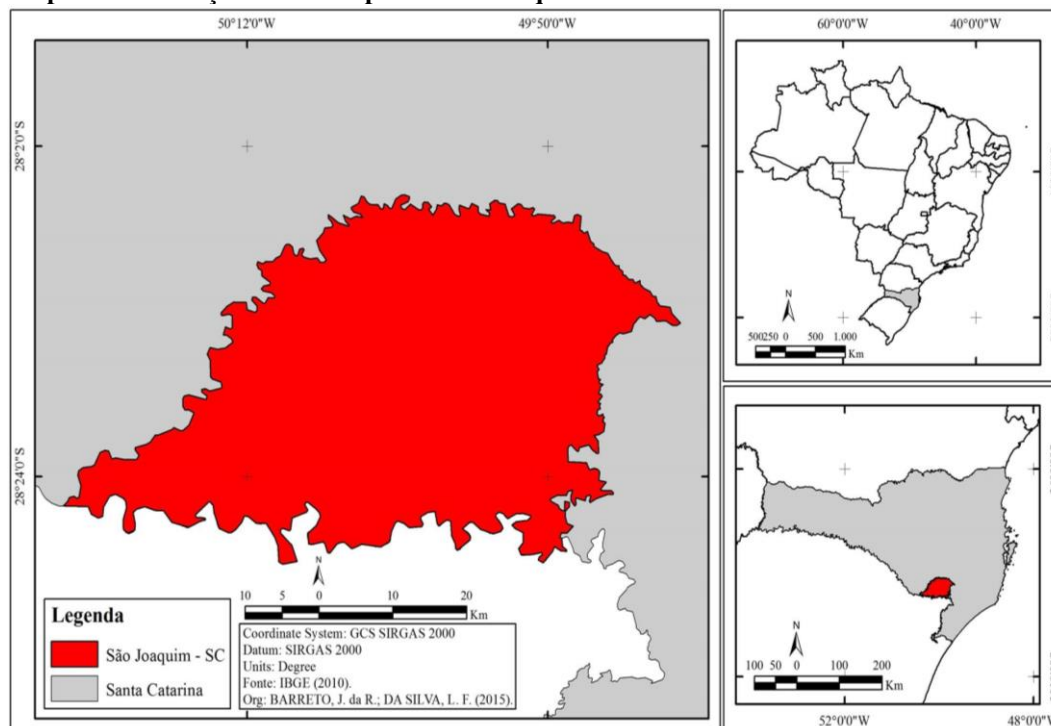 50°12'0"W 49°50'0"W
28°2'0"S
28°24'0"S
N
10 5 0 10 20
Km
Legenda
São Joaquim - SC
Santa Catarina
Coordinate System: GCS SIRGAS 2000
Datum: SIRGAS 2000
Units: Degree
Fonte: IBGE (2010).
Org: BARRETO, J. da R.; DA SILVA, L. F. (2015).
60°0'0"W 40°0'0"W
N
500250 0 500 1.000
Km
N
100 50 0 100 200
Km
52°0'0"W 48°0'0"W